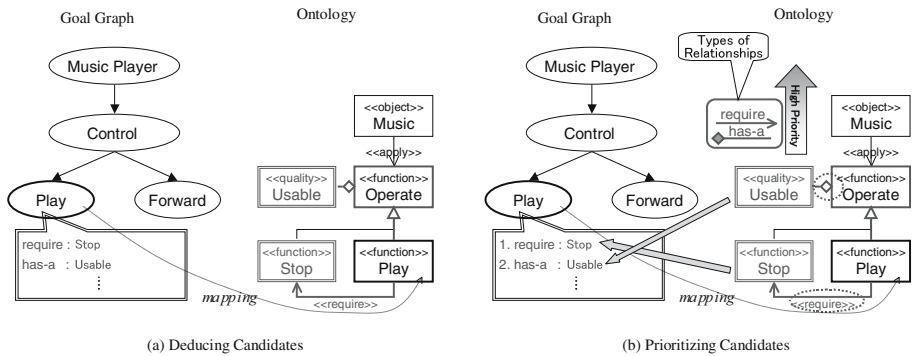 Goal Graph
Ontology
Music Player
Control
Play
Forward
require : Stop
has-a : Usable
⋮
mapping
<<object>>
Music
<<apply>>
<<quality>>
Usable
<<function>>
Operate
<<function>>
Stop
<<function>>
Play
<<require>>
(a) Deducing Candidates
Goal Graph
Ontology
Types of
Relationships
require
has-a
High Priority
Music Player
Control
Play
Forward
1. require : Stop
2. has-a : Usable
⋮
mapping
<<object>>
Music
<<apply>>
<<quality>>
Usable
<<function>>
Operate
<<function>>
Stop
<<function>>
Play
<<require>>
(b) Prioritizing Candidates